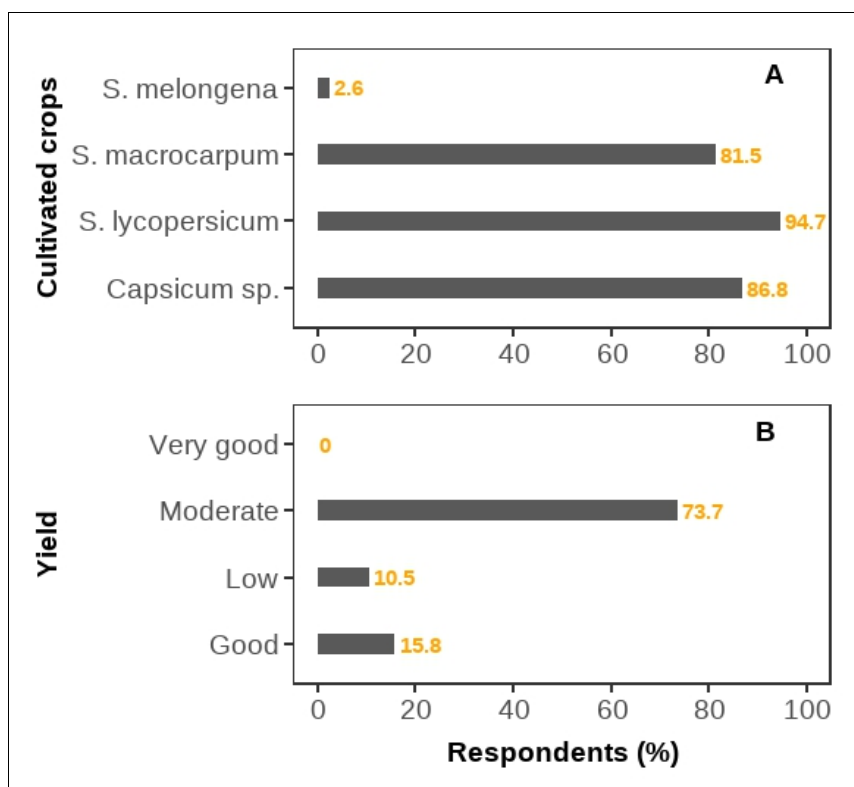 A
Cultivated crops
S. melongena 2.6
S. macrocarpum 81.5
S. lycopersicum 94.7
Capsicum sp. 86.8
0 20 40 60 80 100
B
Yield
Very good 0
Moderate 73.7
Low 10.5
Good 15.8
0 20 40 60 80 100
Respondents (%)